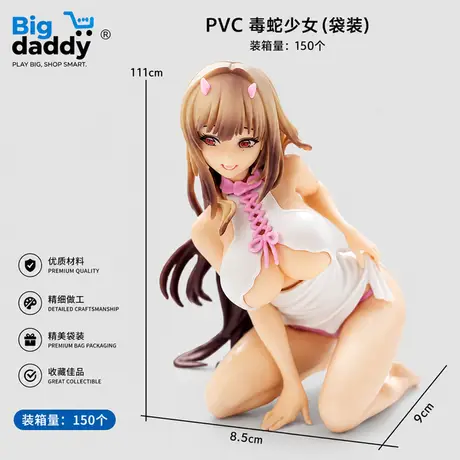 Big
daddy®
PLAY BIG, SHOP SMART.
PVC 毒蛇少女(袋装)
装箱量：150个
111cm
优质材料
PREMIUM QUALITY
精细做工
DETAILED CRAFTSMANSHIP
精美袋装
PREMIUM BAG PACKAGING
收藏佳品
GREAT COLLECTIBLE
装箱量：150个
8.5cm
9cm